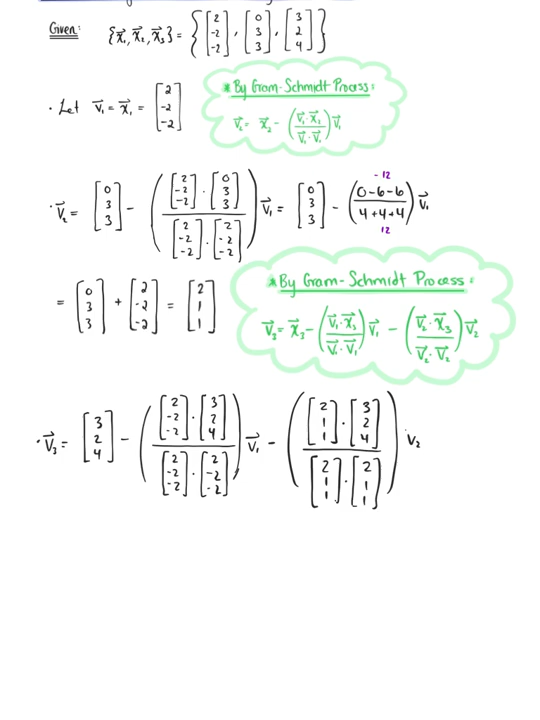 Given: {x⃗₁, x⃗₂, x⃗₃} = { [2 -2 -2], [0 3 3], [3 2 4] }
· Let v⃗₁ = x⃗₁ = [2 -2 -2]
* By Gram-Schmidt Process:
v⃗₂ = x⃗₂ - (v⃗₁·x⃗₂ / v⃗₁·v⃗₁) v⃗₁
· v⃗₂ = [0 3 3] - ([2 -2 -2]·[0 3 3] / [2 -2 -2]·[2 -2 -2]) v⃗₁ = [0 3 3] - (0-6-6 / 4+4+4) v⃗₁
-12
12
= [0 3 3] + [2 -2 -2] = [2 1 1]
* By Gram-Schmidt Process:
v⃗₃ = x⃗₃ - (v⃗₁·x⃗₃ / v⃗₁·v⃗₁) v⃗₁ - (v⃗₂·x⃗₃ / v⃗₂·v⃗₂) v⃗₂
· v⃗₃ = [3 2 4] - ([2 -2 -2]·[3 2 4] / [2 -2 -2]·[2 -2 -2]) v⃗₁ - ([2 1 1]·[3 2 4] / [2 1 1]·[2 1 1]) v₂